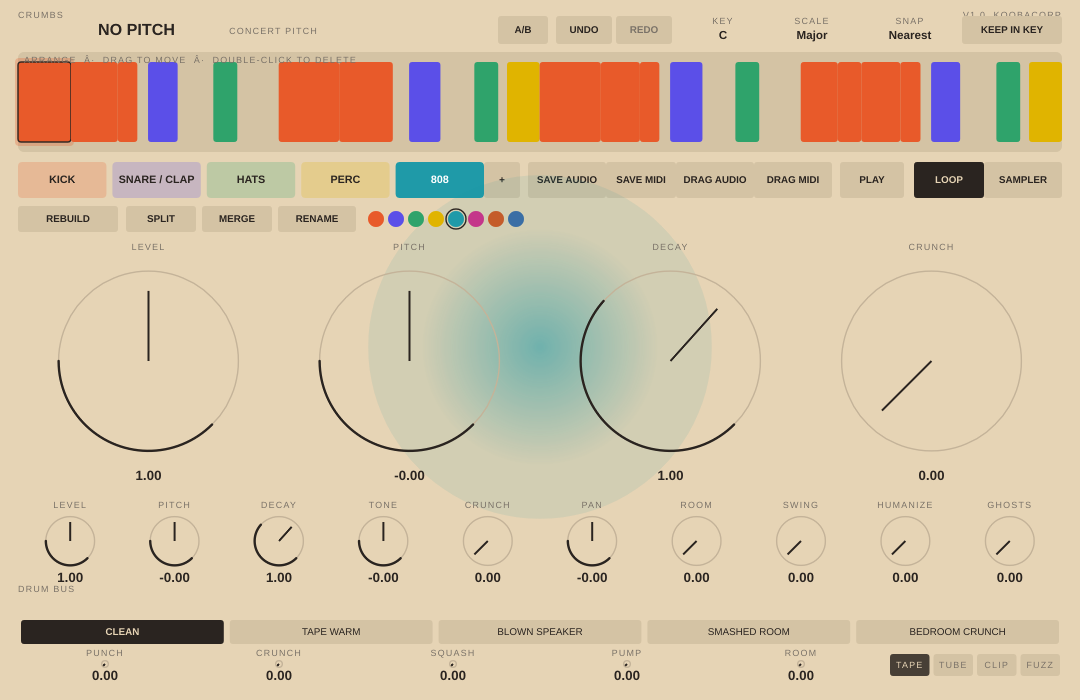 CRUMBS
V1.0 KOOBACORP
NO PITCH
CONCERT PITCH
A/B
UNDO
REDO
KEY
C
SCALE
Major
SNAP
Nearest
KEEP IN KEY
ARRANGE Â· DRAG TO MOVE Â· DOUBLE-CLICK TO DELETE
KICK
SNARE / CLAP
HATS
PERC
808
+
SAVE AUDIO
SAVE MIDI
DRAG AUDIO
DRAG MIDI
PLAY
LOOP
SAMPLER
REBUILD
SPLIT
MERGE
RENAME
LEVEL
PITCH
DECAY
CRUNCH
1.00
-0.00
1.00
0.00
LEVEL
PITCH
DECAY
TONE
CRUNCH
PAN
ROOM
SWING
HUMANIZE
GHOSTS
1.00
-0.00
1.00
-0.00
0.00
-0.00
0.00
0.00
0.00
0.00
DRUM BUS
CLEAN
TAPE WARM
BLOWN SPEAKER
SMASHED ROOM
BEDROOM CRUNCH
PUNCH
CRUNCH
SQUASH
PUMP
ROOM
0.00
0.00
0.00
0.00
0.00
TAPE
TUBE
CLIP
FUZZ